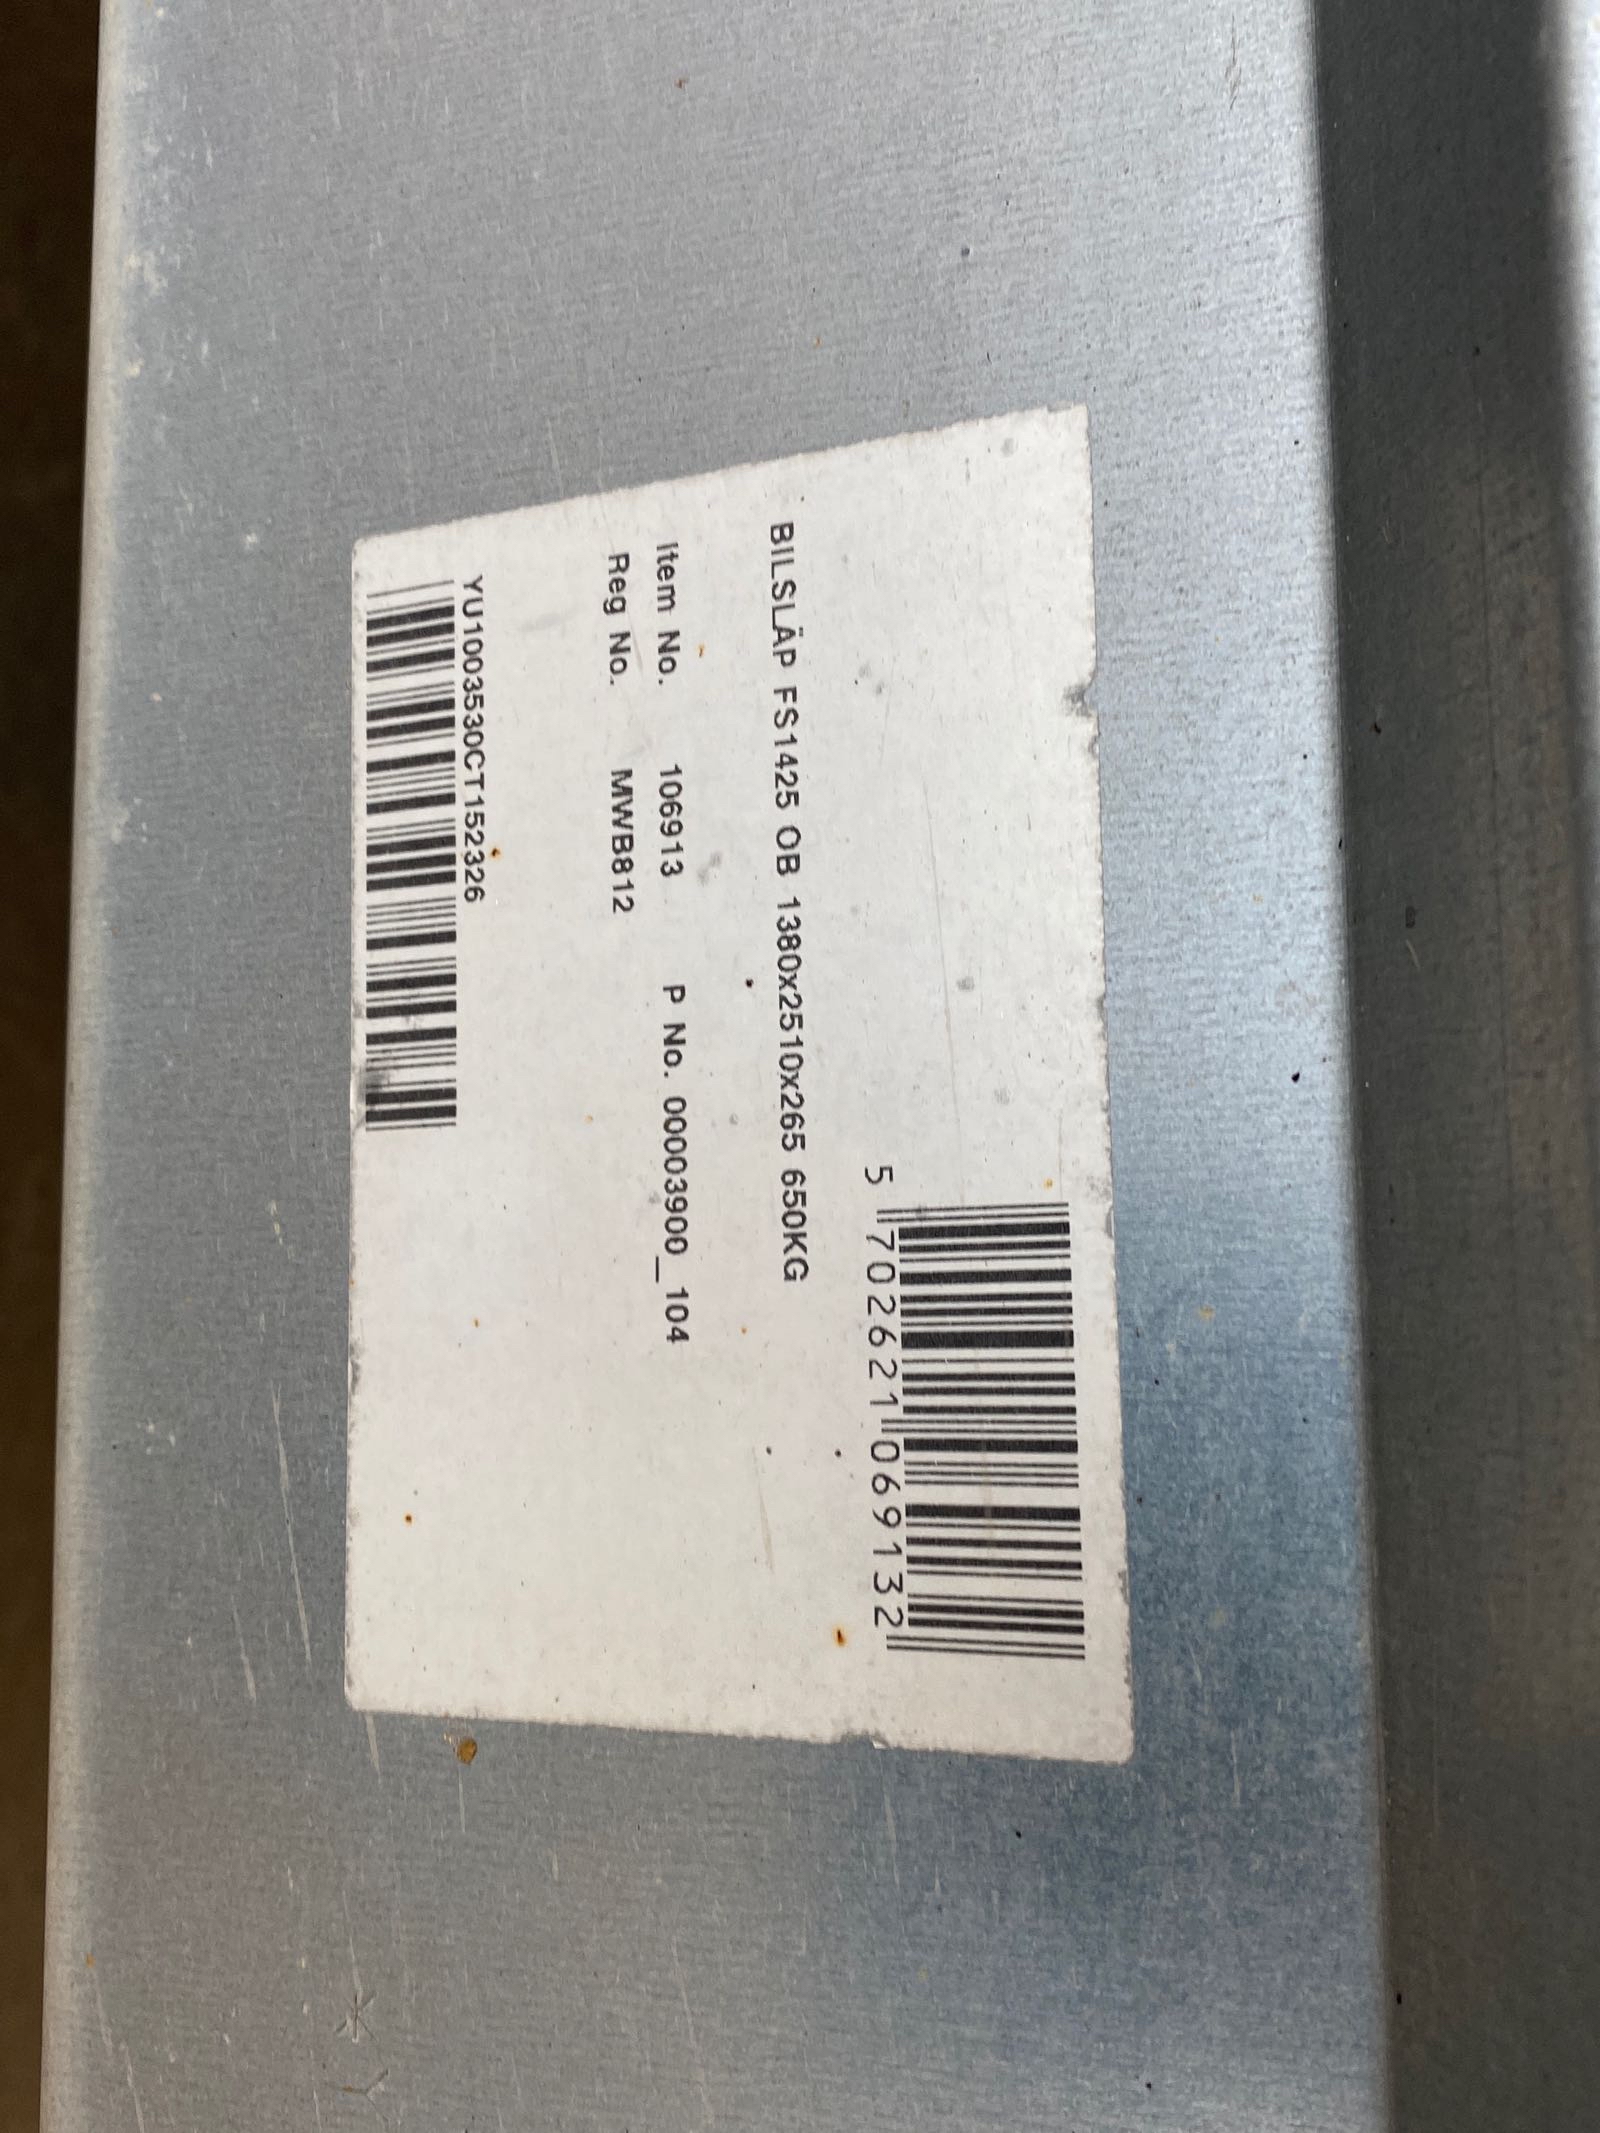 5 702621 069132
BILSLÄP FS1425 OB 1380x2510x265 650KG
Item No. 106913 P No. 00003900_104
Reg No. MWB812
YU1003530CT152326